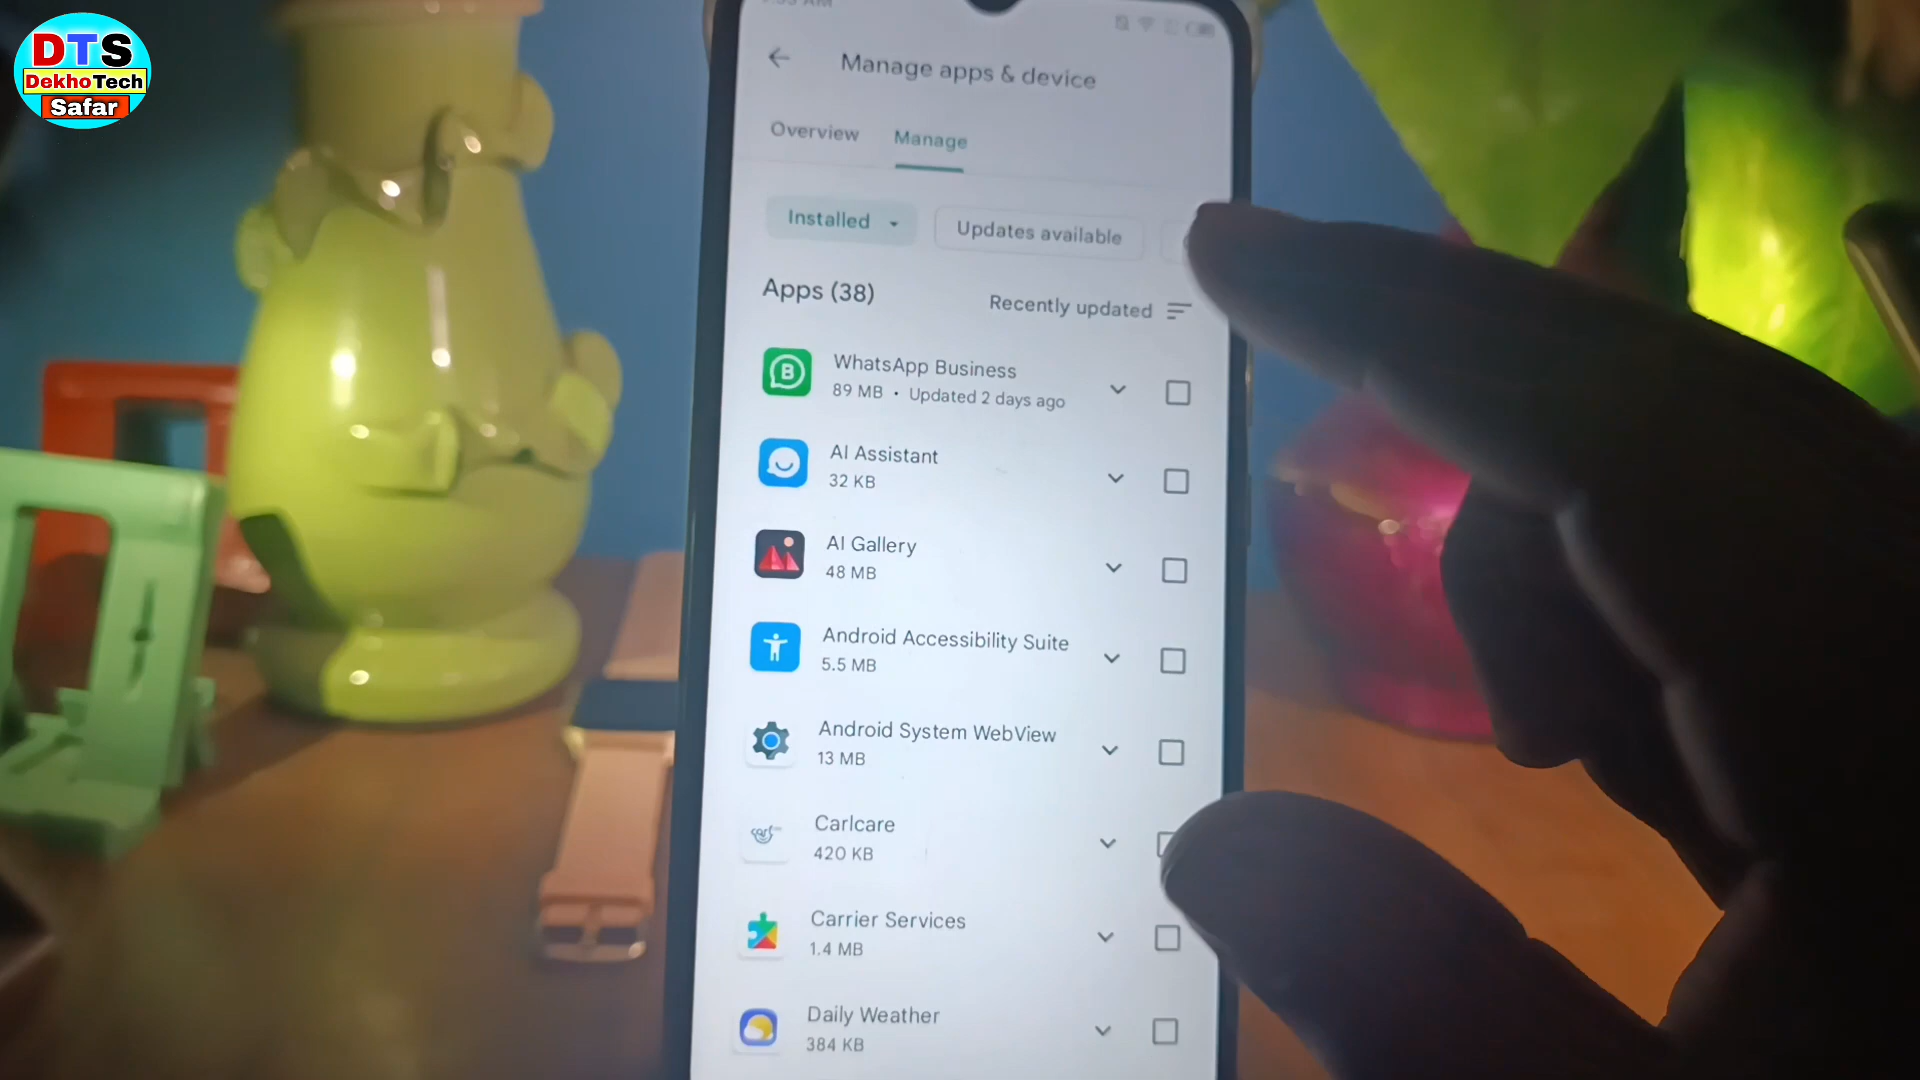 DTS
DekhoTech
Safar
Manage apps & device
Overview
Manage
Installed
Updates available
Apps (38)
Recently updated
WhatsApp Business
89 MB • Updated 2 days ago
AI Assistant
32 KB
AI Gallery
48 MB
Android Accessibility Suite
5.5 MB
Android System WebView
13 MB
Carlcare
420 KB
Carrier Services
1.4 MB
Daily Weather
384 KB